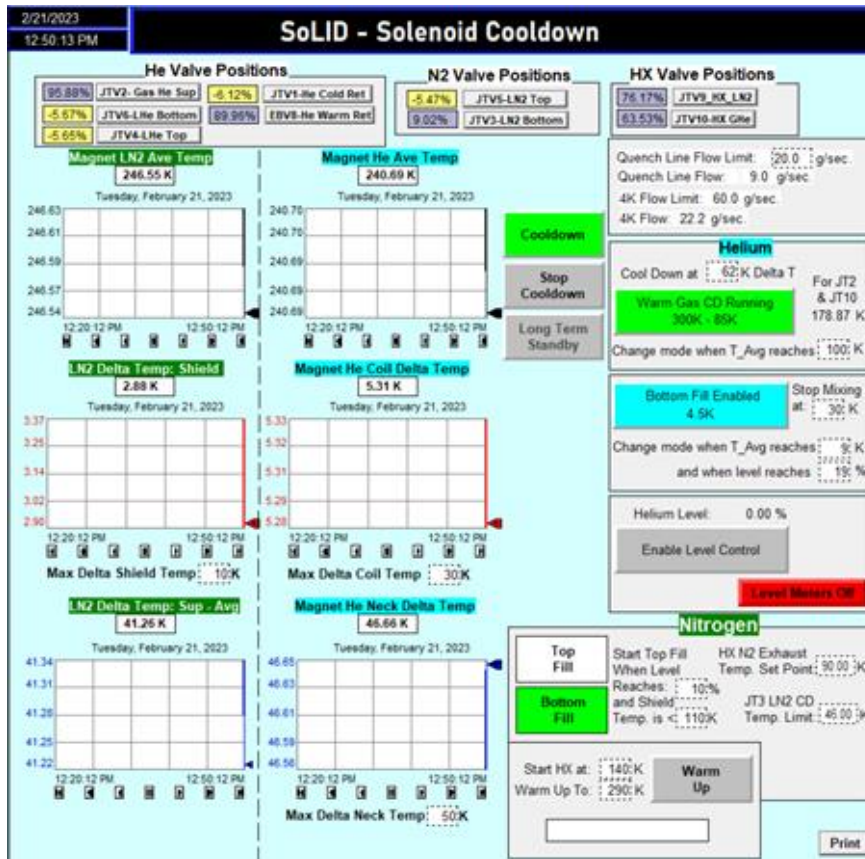 2/21/2023
12:50:13 PM
SoLID - Solenoid Cooldown
He Valve Positions
95.88% JTV2- Gas He Sup -6.12% JTV1-He Cold Ret
-5.67% JTV6-LHe Bottom 89.96% EBV8-He Warm Ret
-5.65% JTV4-LHe Top
N2 Valve Positions
-5.47% JTV5-LN2 Top
9.02% JTV3-LN2 Bottom
HX Valve Positions
76.17% JTV9_HX_LN2
63.53% JTV10-HX GHe
Magnet LN2 Ave Temp
246.55 K
Tuesday, February 21, 2023
246.63
246.61
246.59
246.57
246.54
12:20:12 PM 12:50:12 PM
Magnet He Ave Temp
240.69 K
Tuesday, February 21, 2023
240.70
240.70
240.69
240.69
240.69
12:20:12 PM 12:50:12 PM
LN2 Delta Temp: Shield
2.88 K
Tuesday, February 21, 2023
3.37
3.25
3.14
3.02
2.90
12:20:12 PM 12:50:12 PM
Max Delta Shield Temp 10 K
Magnet He Coil Delta Temp
5.31 K
Tuesday, February 21, 2023
5.33
5.32
5.31
5.29
5.28
12:20:12 PM 12:50:12 PM
Max Delta Coil Temp 30 K
LN2 Delta Temp: Sup - Avg
41.26 K
Tuesday, February 21, 2023
41.34
41.31
41.28
41.25
41.22
12:20:12 PM 12:50:12 PM
Magnet He Neck Delta Temp
46.66 K
Tuesday, February 21, 2023
46.65
46.63
46.61
46.59
46.56
12:20:12 PM 12:50:12 PM
Max Delta Neck Temp 50 K
Cooldown
Stop
Cooldown
Long Term
Standby
Quench Line Flow Limit: 20.0 g/sec.
Quench Line Flow: 9.0 g/sec.
4K Flow Limit: 60.0 g/sec.
4K Flow: 22.2 g/sec.
Helium
Cool Down at 62 K Delta T
Warm Gas CD Running
300K - 85K
For JT2
& JT10
178.87 K
Change mode when T_Avg reaches 100 K
Bottom Fill Enabled
4.5K
Stop Mixing
at: 30 K
Change mode when T_Avg reaches 9 K
and when level reaches 19 %
Helium Level: 0.00 %
Enable Level Control
Level Meters Off
Nitrogen
Top
Fill
Bottom
Fill
Start Top Fill
When Level
Reaches: 10 %
and Shield
Temp. is < 110 K
HX N2 Exhaust
Temp. Set Point: 90.00 K
JT3 LN2 CD
Temp. Limit: 46.00 K
Start HX at: 140 K
Warm Up To: 290 K
Warm
Up
Print